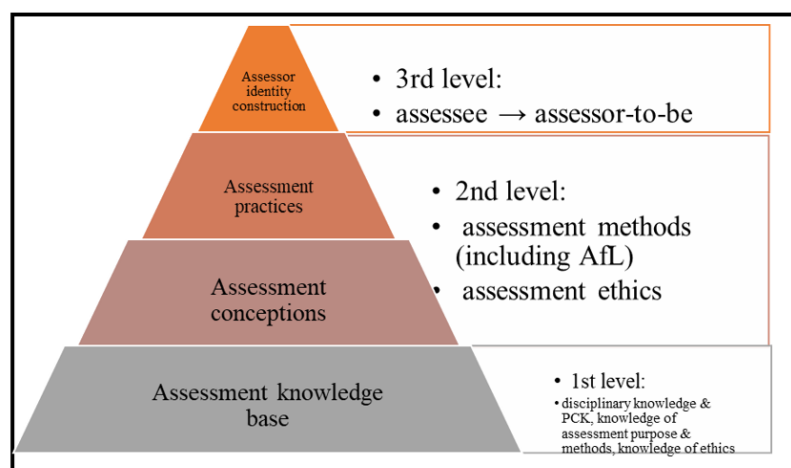 Assessor
identity
construction
• 3rd level:
• assessee → assessor-to-be
Assessment
practices
• 2nd level:
• assessment methods
(including AfL)
• assessment ethics
Assessment
conceptions
Assessment knowledge
base
• 1st level:
• disciplinary knowledge &
PCK, knowledge of
assessment purpose &
methods, knowledge of ethics